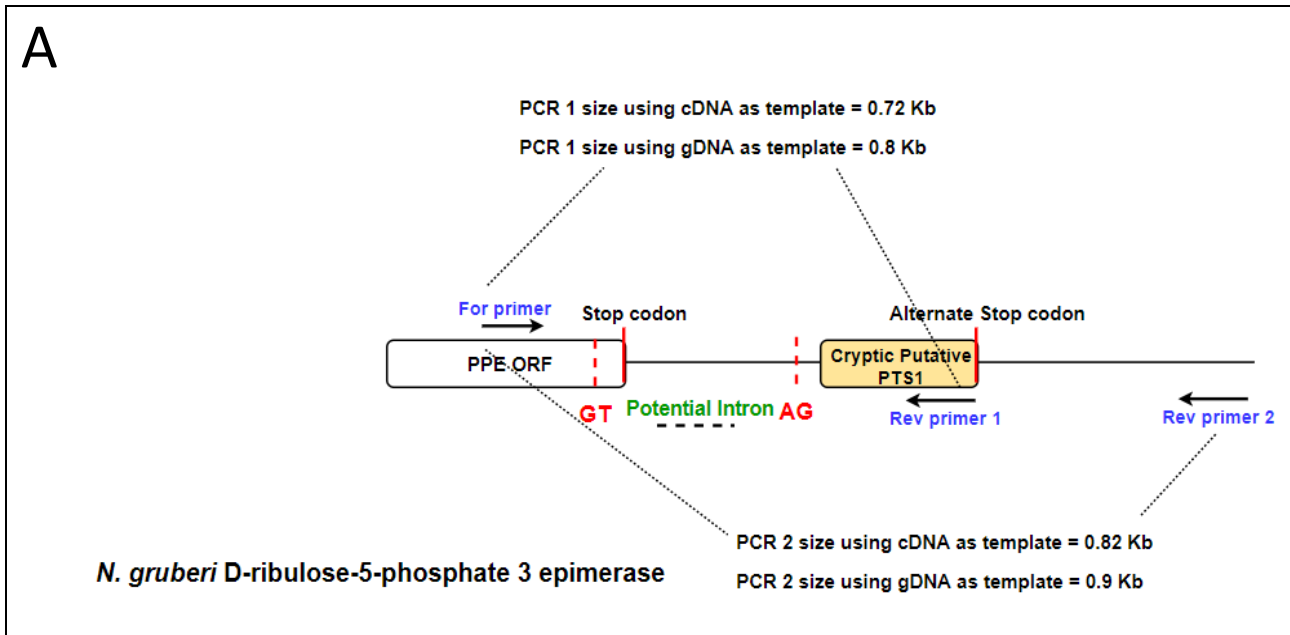 A
PCR 1 size using cDNA as template = 0.72 Kb
PCR 1 size using gDNA as template = 0.8 Kb
For primer
Stop codon
Alternate Stop codon
PPE ORF
Cryptic Putative
PTS1
GT
Potential Intron
AG
Rev primer 1
Rev primer 2
PCR 2 size using cDNA as template = 0.82 Kb
PCR 2 size using gDNA as template = 0.9 Kb
N. gruberi D-ribulose-5-phosphate 3 epimerase